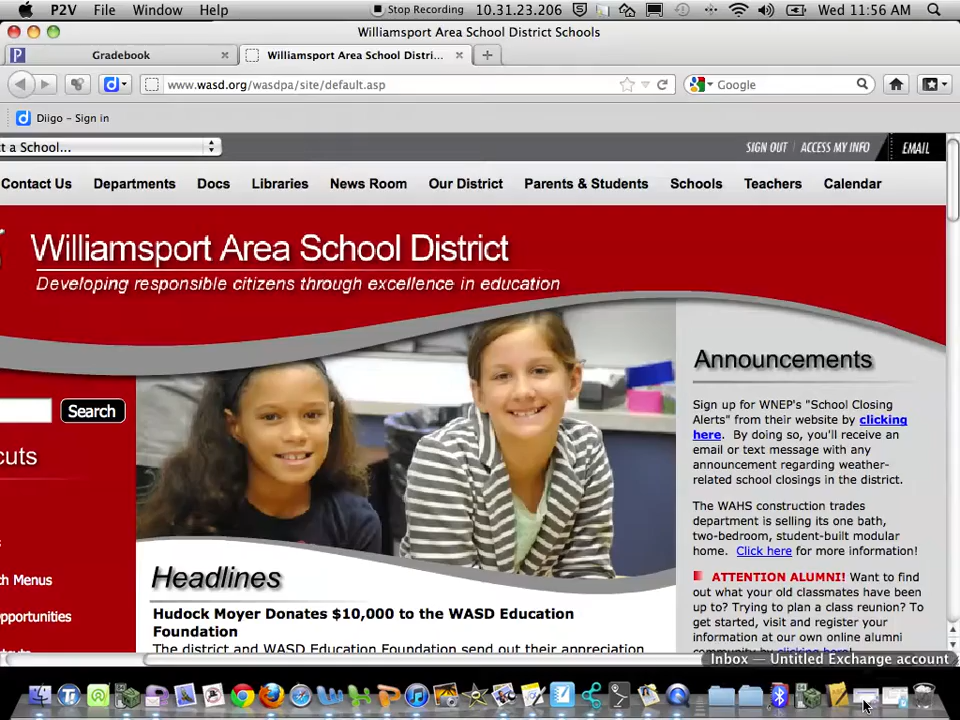 P2V File Window Help Stop Recording 10.31.23.206 Wed 11:56 AM
Williamsport Area School District Schools
Gradebook Williamsport Area School Distri...
www.wasd.org/wasdpa/site/default.asp Google
Diigo - Sign in
t a School... SIGN OUT ACCESS MY INFO EMAIL
Contact Us Departments Docs Libraries News Room Our District Parents & Students Schools Teachers Calendar
Williamsport Area School District
Developing responsible citizens through excellence in education
Search
cuts
s
ch Menus
pportunities
Headlines
Hudock Moyer Donates $10,000 to the WASD Education
Foundation
The district and WASD Education Foundation send out their appreciation
Announcements
Sign up for WNEP's "School Closing
Alerts" from their website by clicking
here. By doing so, you'll receive an
email or text message with any
announcement regarding weather-
related school closings in the district.
The WAHS construction trades
department is selling its one bath,
two-bedroom, student-built modular
home. Click here for more information!
ATTENTION ALUMNI! Want to find
out what your old classmates have been
up to? Trying to plan a class reunion? To
get started, visit and register your
information at our own online alumni
community by clicking here!
Inbox — Untitled Exchange account